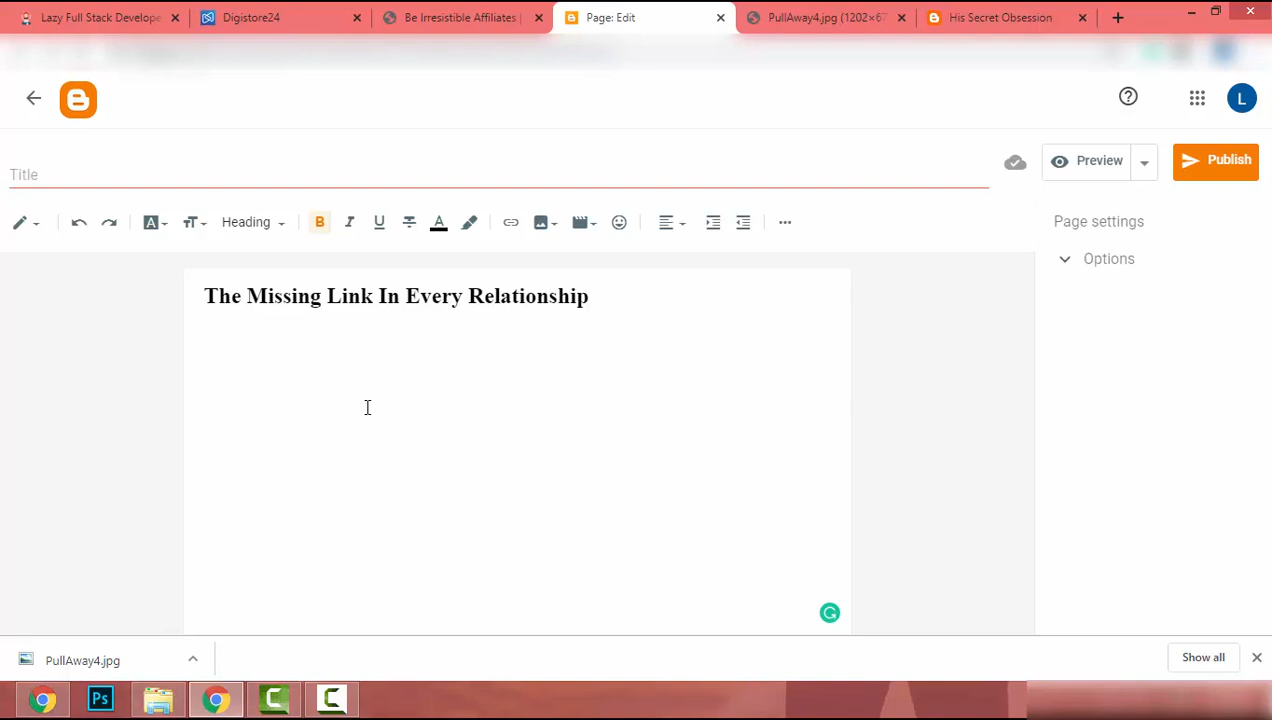 Lazy Full Stack Develope
Digistore24
Be Irresistible Affiliates |
Page: Edit
PullAway4.jpg (1202×67
His Secret Obsession
L
Title
Preview
Publish
Heading
B
I
U
A
Page settings
Options
The Missing Link In Every Relationship
PullAway4.jpg
Show all
Ps